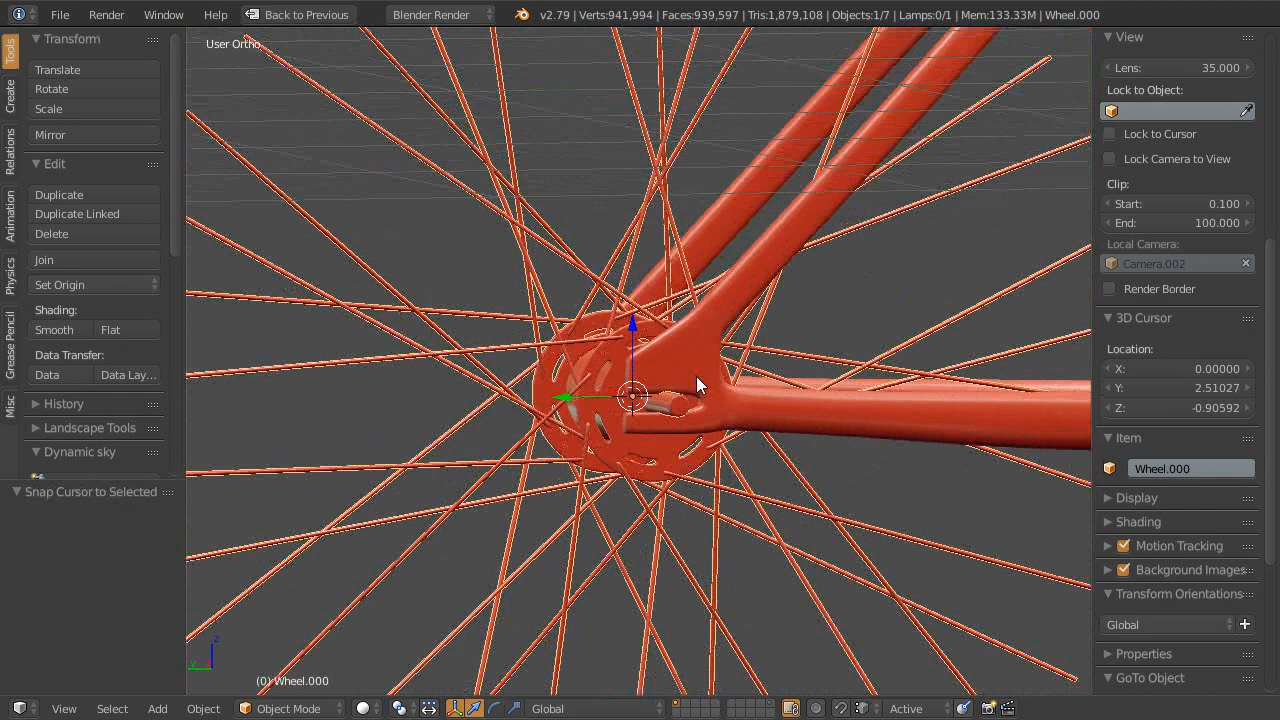 File Render Window Help Back to Previous Blender Render v2.79 | Verts:941,994 | Faces:939,597 | Tris:1,879,108 | Objects:1/7 | Lamps:0/1 | Mem:133.33M | Wheel.000
Tools
Create
Relations
Animation
Physics
Grease Pencil
Misc
Transform
Translate
Rotate
Scale
Mirror
Edit
Duplicate
Duplicate Linked
Delete
Join
Set Origin
Shading:
Smooth Flat
Data Transfer:
Data Data Lay...
History
Landscape Tools
Dynamic sky
Snap Cursor to Selected
User Ortho
z
y
(0) Wheel.000
View
Lens: 35.000
Lock to Object:
Lock to Cursor
Lock Camera to View
Clip:
Start: 0.100
End: 100.000
Local Camera:
Camera.002
Render Border
3D Cursor
Location:
X: 0.00000
Y: 2.51027
Z: -0.90592
Item
Wheel.000
Display
Shading
Motion Tracking
Background Images
Transform Orientations
Global
Properties
GoTo Object
View Select Add Object Object Mode Global Active